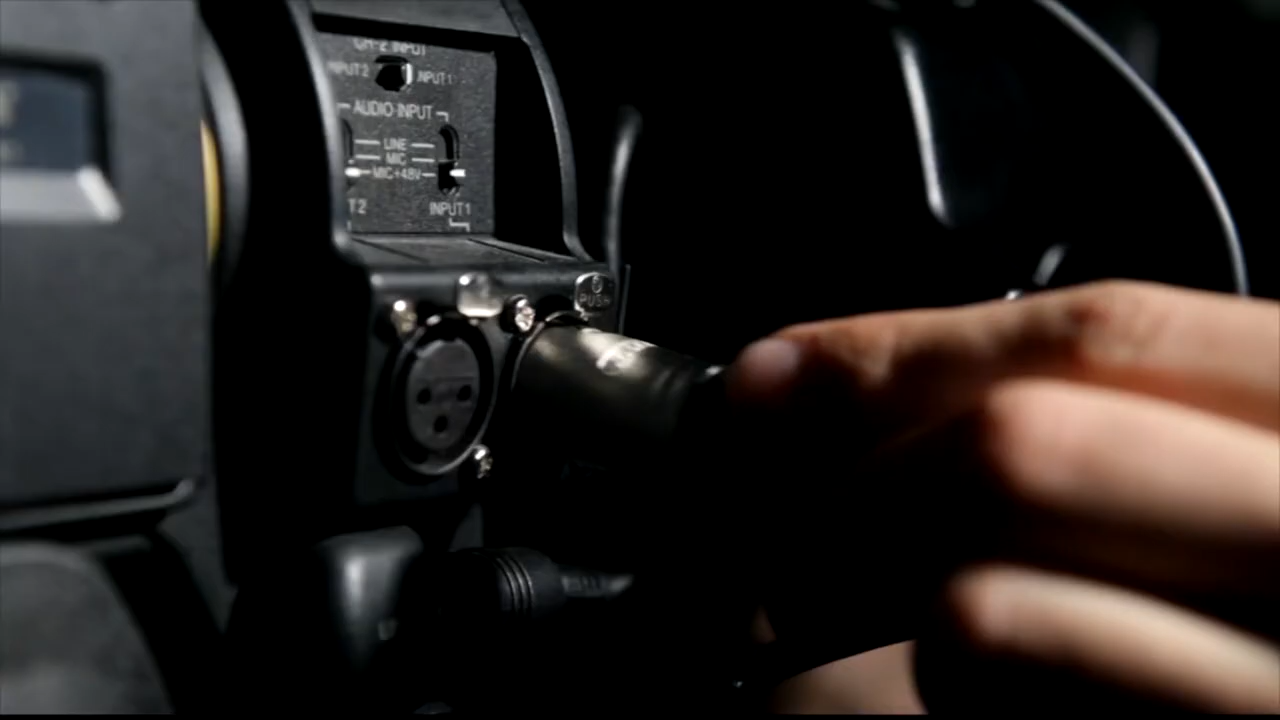 CH-2 INPUT
INPUT2 INPUT1
AUDIO INPUT
LINE
MIC
MIC+48V
T2 INPUT1
PUSH